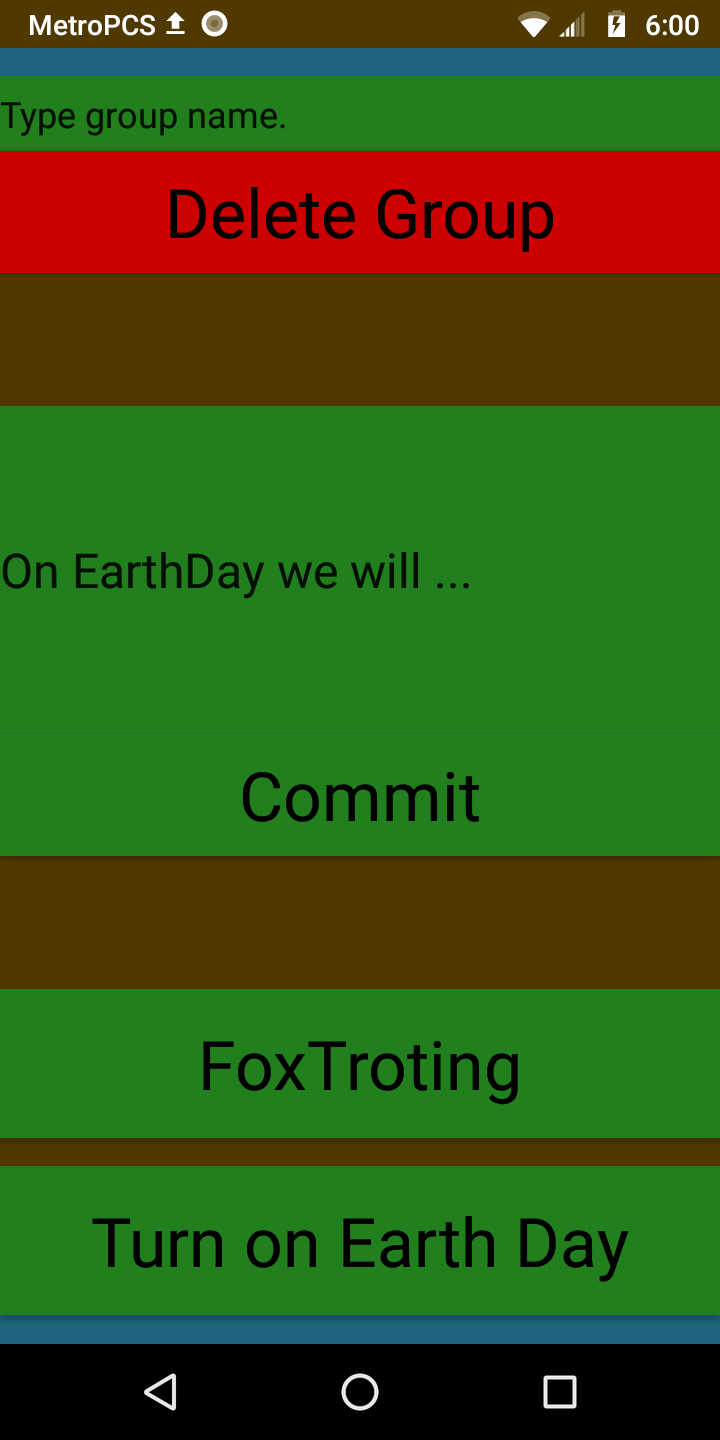 MetroPCS 6:00
Type group name.
Delete Group
On EarthDay we will ...
Commit
FoxTroting
Turn on Earth Day